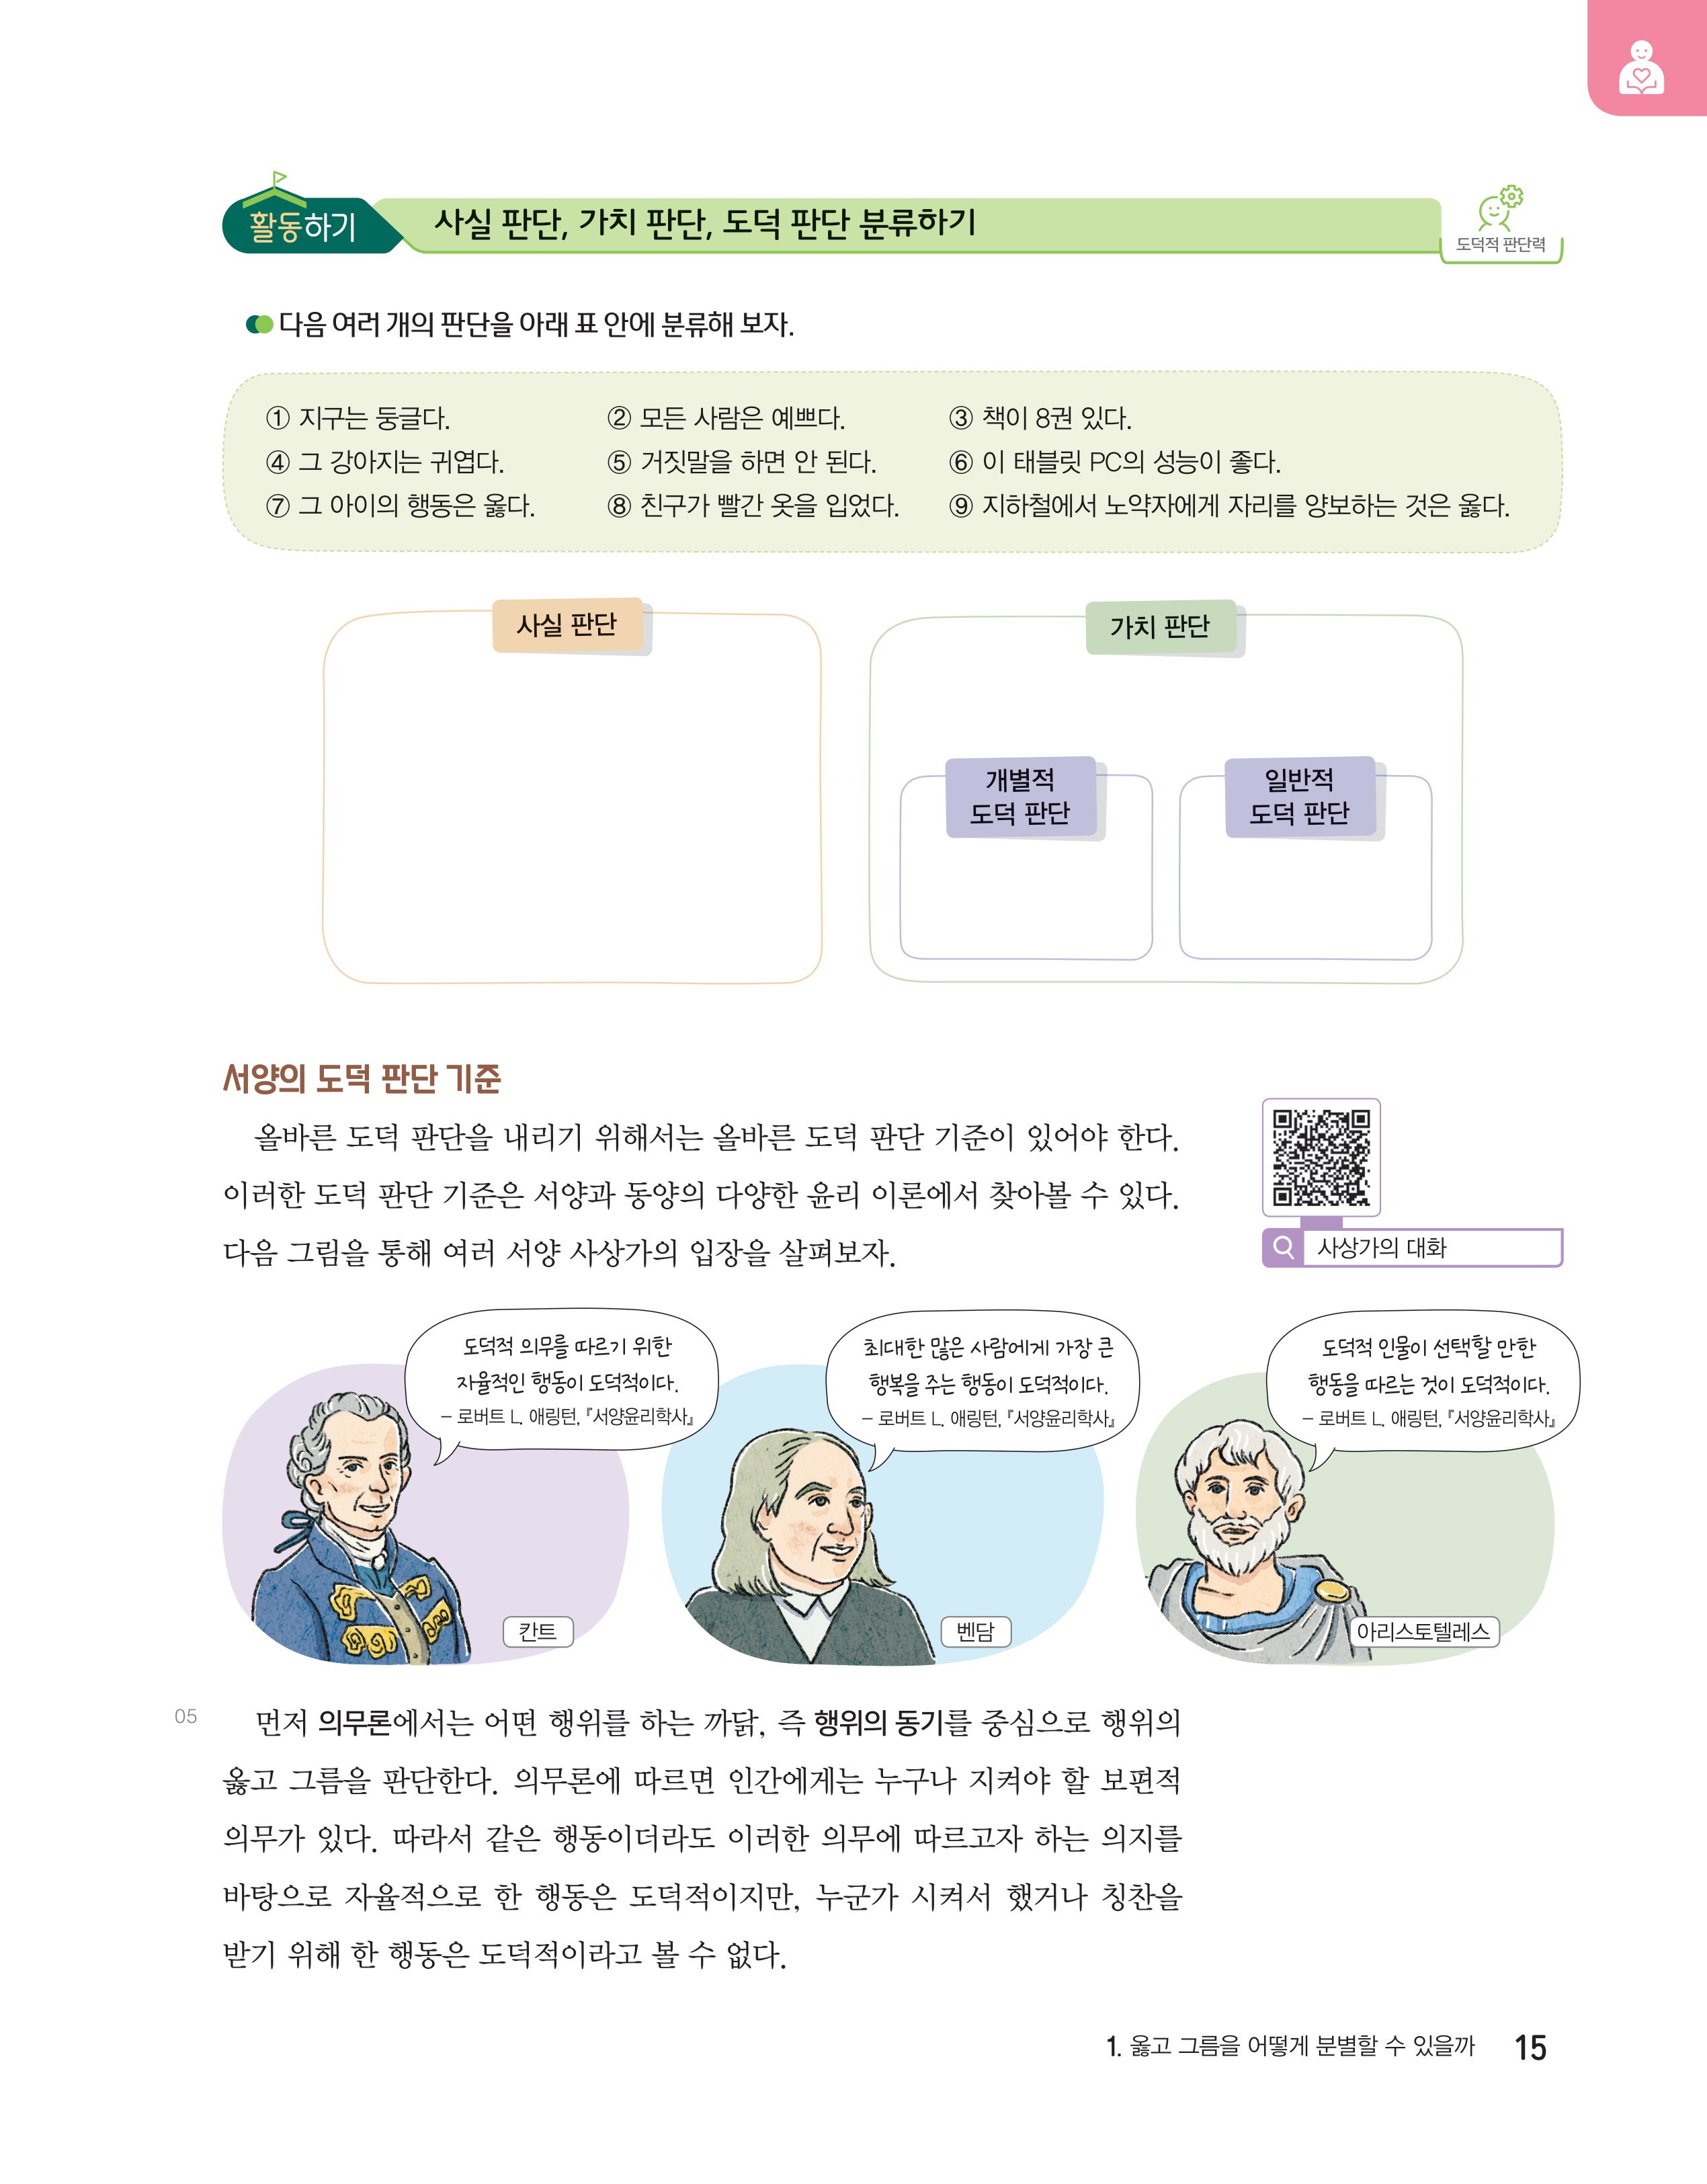 활동하기 사실 판단, 가치 판단, 도덕 판단 분류하기
도덕적 판단력
다음 여러 개의 판단을 아래 표 안에 분류해 보자.
① 지구는 둥글다. ② 모든 사람은 예쁘다. ③ 책이 8권 있다.
④ 그 강아지는 귀엽다. ⑤ 거짓말을 하면 안 된다. ⑥ 이 태블릿 PC의 성능이 좋다.
⑦ 그 아이의 행동은 옳다. ⑧ 친구가 빨간 옷을 입었다. ⑨ 지하철에서 노약자에게 자리를 양보하는 것은 옳다.
사실 판단
가치 판단
개별적
도덕 판단
일반적
도덕 판단
서양의 도덕 판단 기준
올바른 도덕 판단을 내리기 위해서는 올바른 도덕 판단 기준이 있어야 한다.
이러한 도덕 판단 기준은 서양과 동양의 다양한 윤리 이론에서 찾아볼 수 있다.
다음 그림을 통해 여러 서양 사상가의 입장을 살펴보자.
사상가의 대화
도덕적 의무를 따르기 위한
자율적인 행동이 도덕적이다.
– 로버트 L. 애링턴, 『서양윤리학사』
칸트
최대한 많은 사람에게 가장 큰
행복을 주는 행동이 도덕적이다.
– 로버트 L. 애링턴, 『서양윤리학사』
벤담
도덕적 인물이 선택할 만한
행동을 따르는 것이 도덕적이다.
– 로버트 L. 애링턴, 『서양윤리학사』
아리스토텔레스
05 먼저 의무론에서는 어떤 행위를 하는 까닭, 즉 행위의 동기를 중심으로 행위의
옳고 그름을 판단한다. 의무론에 따르면 인간에게는 누구나 지켜야 할 보편적
의무가 있다. 따라서 같은 행동이더라도 이러한 의무에 따르고자 하는 의지를
바탕으로 자율적으로 한 행동은 도덕적이지만, 누군가 시켜서 했거나 칭찬을
받기 위해 한 행동은 도덕적이라고 볼 수 없다.
1. 옳고 그름을 어떻게 분별할 수 있을까 15